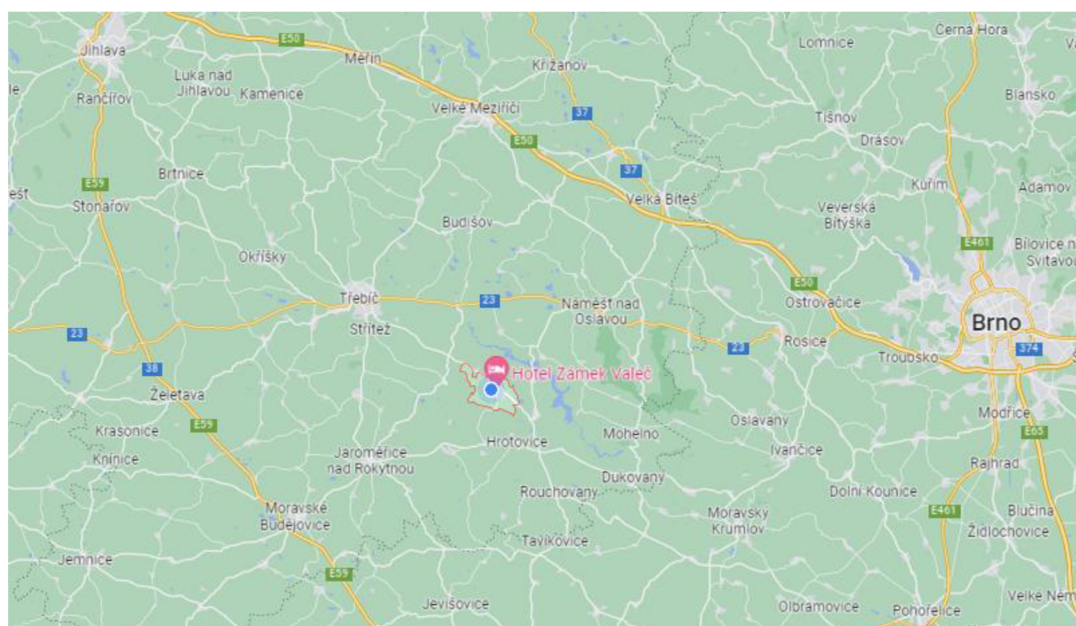 Černá Hora
E50
Lomnice
Jihlava
Měřín
Křižanov
Luka nad
Jihlavou
Kamenice
Rančířov
Blansko
Velké Meziříčí
37
Tišnov
E50
Drásov
37
Brtnice
E59
Kuřim
Adamov
Stonařov
Velká Bíteš
Veverská
Bítýška
Budišov
E461
Bílovice n
Svitavou
Okříšky
E50
Třebíč
23
Náměšť nad
Oslavou
Ostrovačice
Střítež
Brno
23
Rosice
23
374
Troubsko
38
Hotel Zámek Valeč
Želetava
Modřice
Krasonice
E59
Oslavany
E65
Mohelno
Hrotovice
Ivančice
Knínice
Jaroměřice
nad Rokytnou
Rajhrad
Dukovany
Rouchovany
Dolní Kounice
Moravské
Budějovice
Moravský
Krumlov
E461
Blučina
Židlochovice
Tavíkovice
Jemnice
E59
Jevišovice
Olbramovice
Pohořelice
Velké Ném